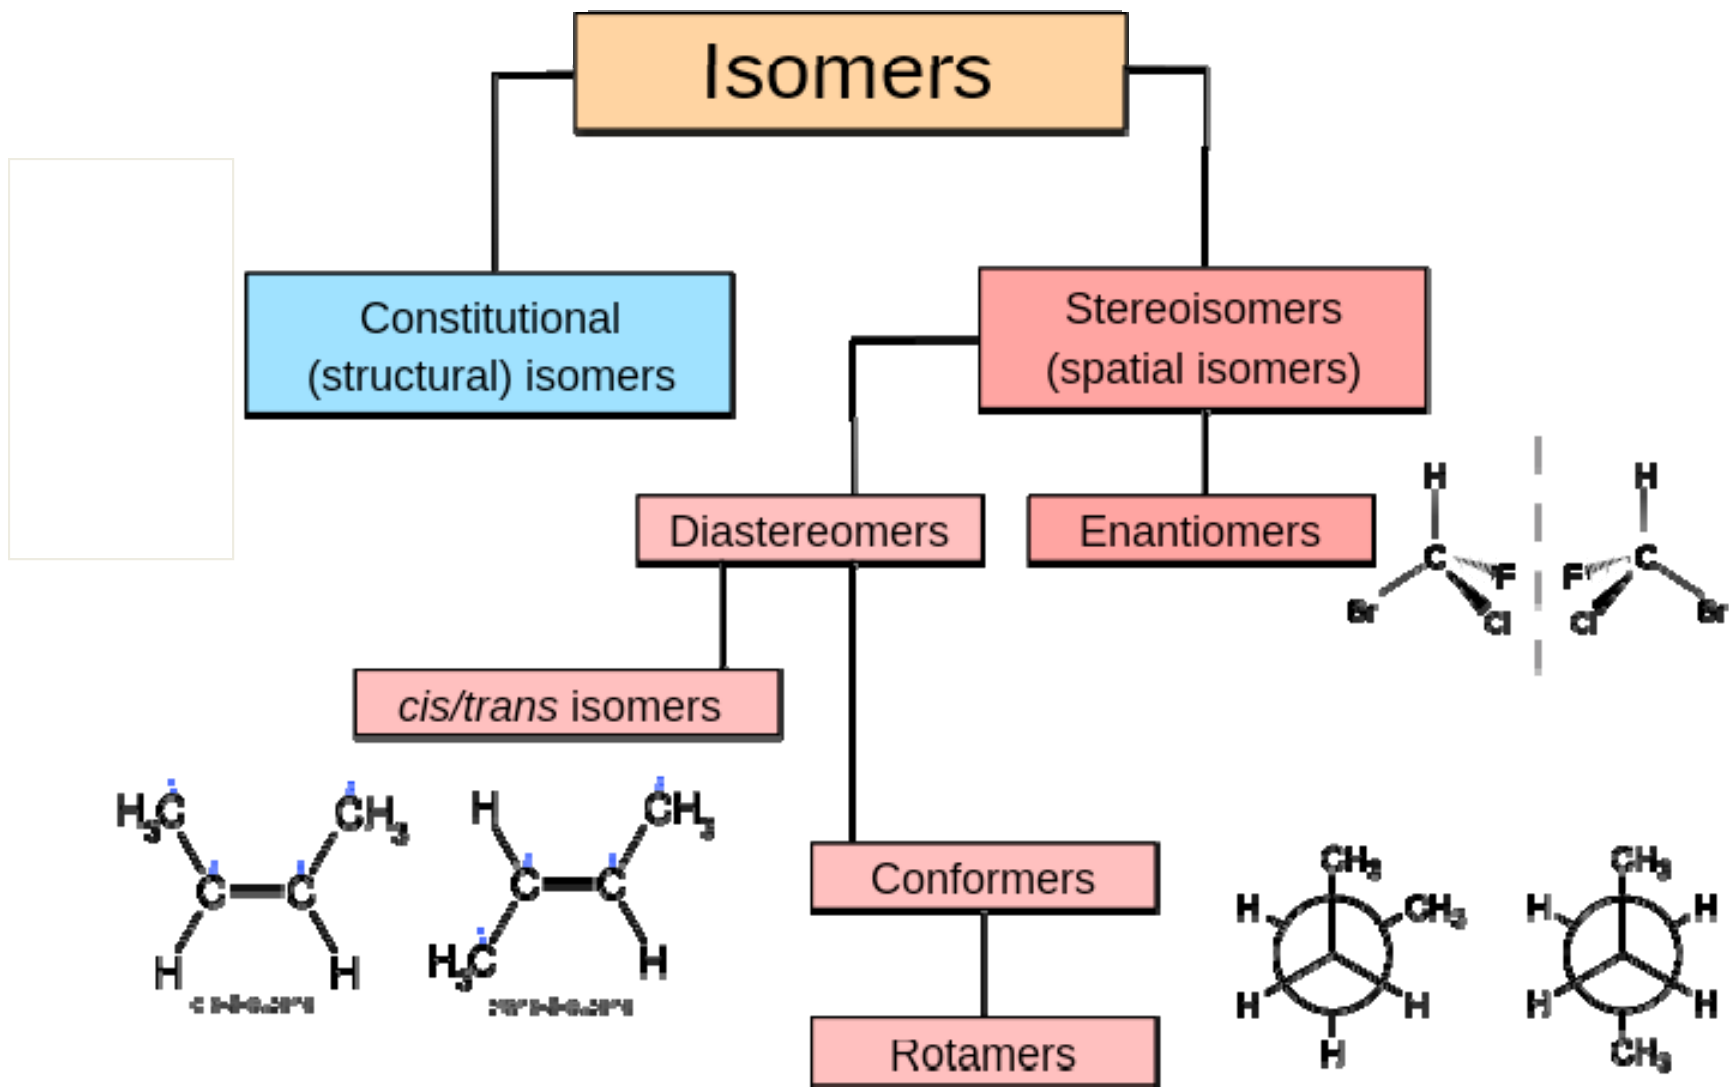 Isomers
Constitutional
(structural) isomers
Stereoisomers
(spatial isomers)
Diastereomers
Enantiomers
H
C
F
Br
Cl
H
F
C
Cl
Br
cis/trans isomers
H₃C
CH₃
C
C
H
H
H
CH₃
C
C
H₃C
H
Conformers
Rotamers
CH₃
H
CH₃
H
H
H
CH₃
H
H
H
H
CH₃